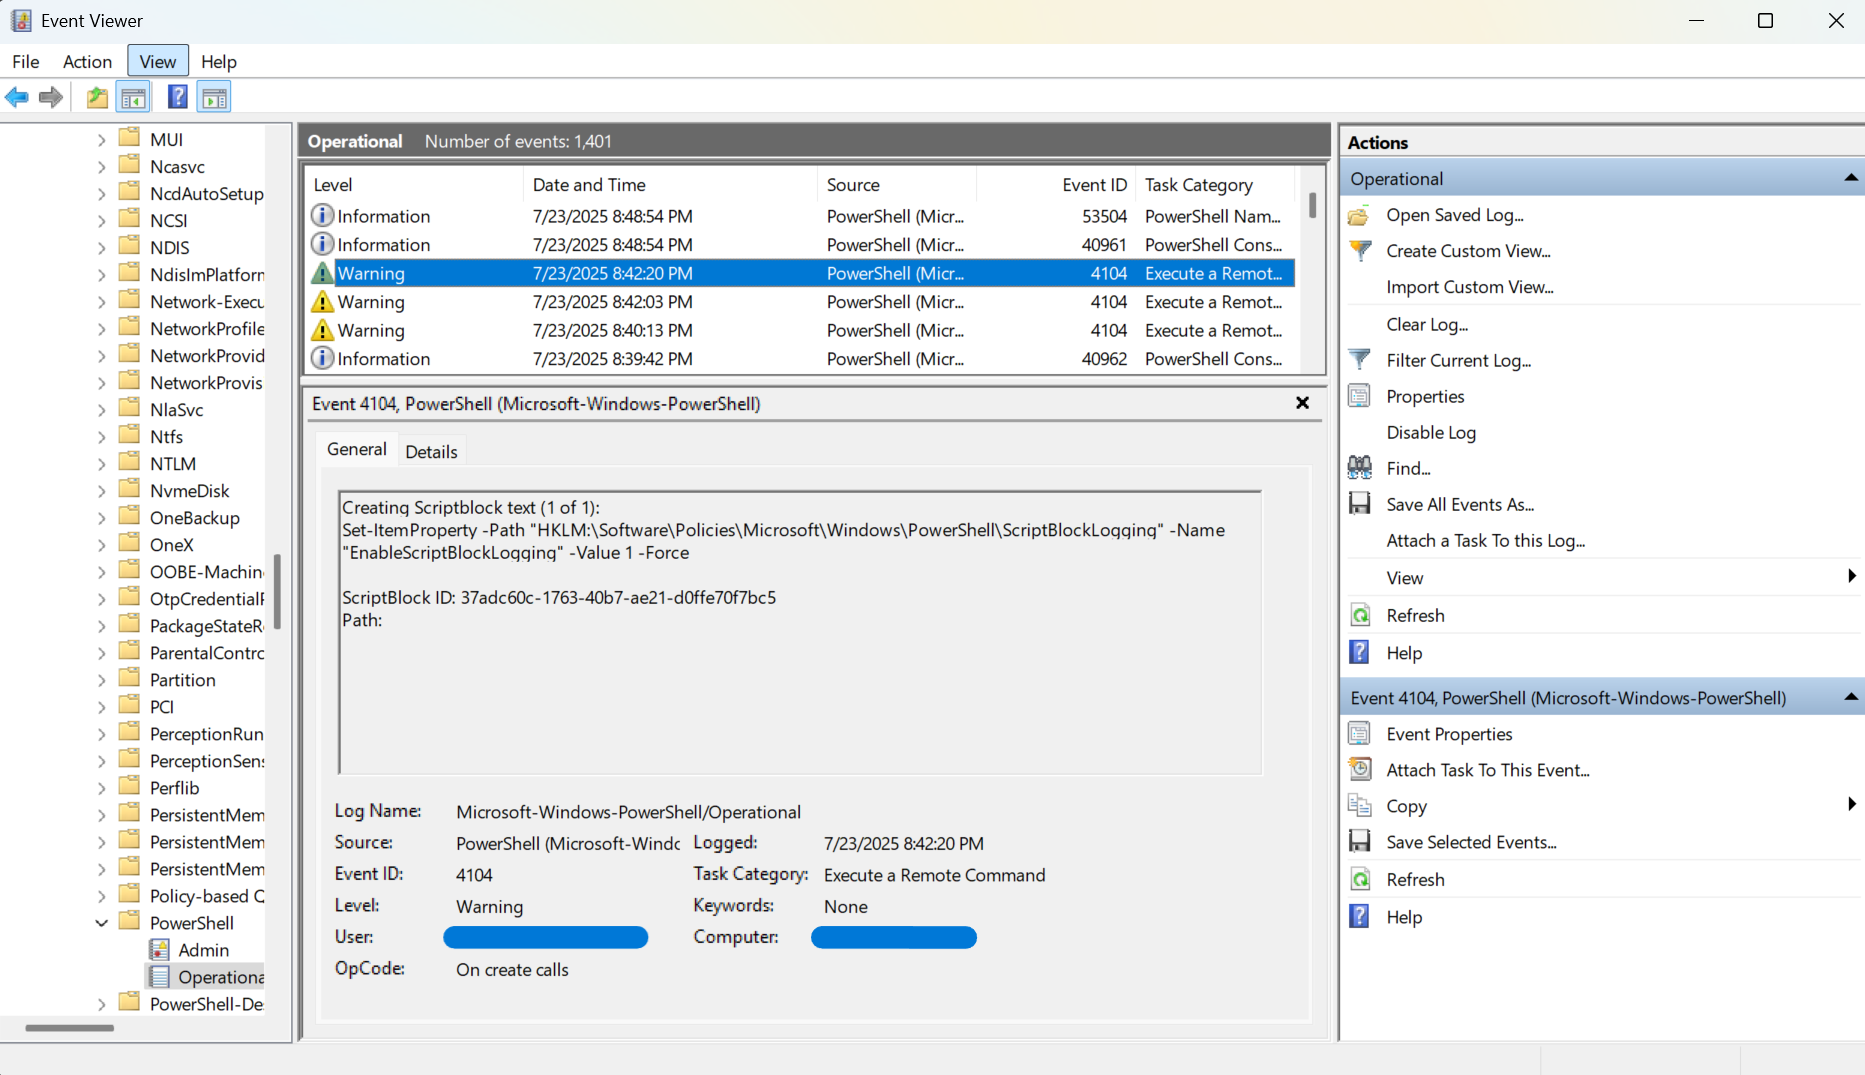 Event Viewer
File Action View Help
MUI
Ncasvc
NcdAutoSetup
NCSI
NDIS
NdisImPlatforn
Network-Execu
NetworkProfile
NetworkProvid
NetworkProvis
NlaSvc
Ntfs
NTLM
NvmeDisk
OneBackup
OneX
OOBE-Machin
OtpCredentialF
PackageStateR
ParentalContro
Partition
PCI
PerceptionRun
PerceptionSens
Perflib
PersistentMem
PersistentMem
PersistentMem
Policy-based Q
PowerShell
Admin
Operationa
PowerShell-De
Operational Number of events: 1,401
Level Date and Time Source Event ID Task Category
Information 7/23/2025 8:48:54 PM PowerShell (Micr... 53504 PowerShell Nam...
Information 7/23/2025 8:48:54 PM PowerShell (Micr... 40961 PowerShell Cons...
Warning 7/23/2025 8:42:20 PM PowerShell (Micr... 4104 Execute a Remot...
Warning 7/23/2025 8:42:03 PM PowerShell (Micr... 4104 Execute a Remot...
Warning 7/23/2025 8:40:13 PM PowerShell (Micr... 4104 Execute a Remot...
Information 7/23/2025 8:39:42 PM PowerShell (Micr... 40962 PowerShell Cons...
Event 4104, PowerShell (Microsoft-Windows-PowerShell)
General Details
Creating Scriptblock text (1 of 1):
Set-ItemProperty -Path "HKLM:\Software\Policies\Microsoft\Windows\PowerShell\ScriptBlockLogging" -Name
"EnableScriptBlockLogging" -Value 1 -Force
ScriptBlock ID: 37adc60c-1763-40b7-ae21-d0ffe70f7bc5
Path:
Log Name: Microsoft-Windows-PowerShell/Operational
Source: PowerShell (Microsoft-Windc Logged: 7/23/2025 8:42:20 PM
Event ID: 4104 Task Category: Execute a Remote Command
Level: Warning Keywords: None
User: Computer:
OpCode: On create calls
Actions
Operational
Open Saved Log...
Create Custom View...
Import Custom View...
Clear Log...
Filter Current Log...
Properties
Disable Log
Find...
Save All Events As...
Attach a Task To this Log...
View
Refresh
Help
Event 4104, PowerShell (Microsoft-Windows-PowerShell)
Event Properties
Attach Task To This Event...
Copy
Save Selected Events...
Refresh
Help